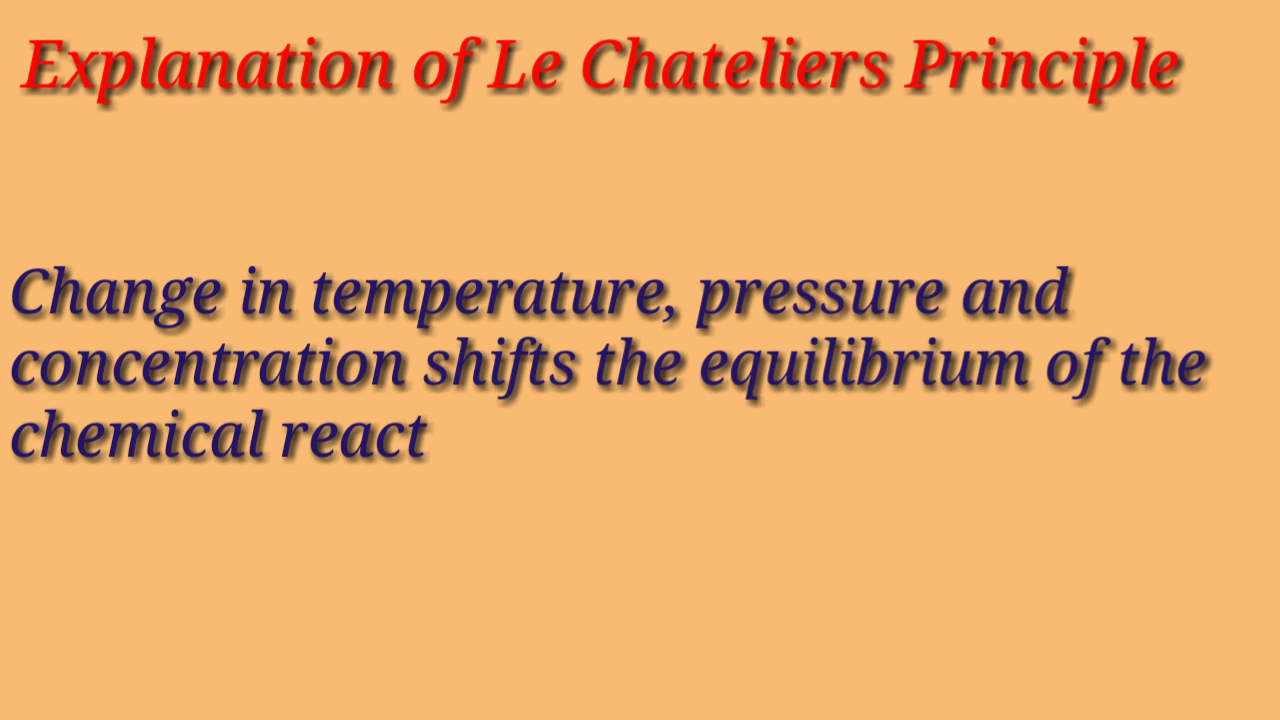 Explanation of Le Chateliers Principle
Change in temperature, pressure and
concentration shifts the equilibrium of the
chemical react